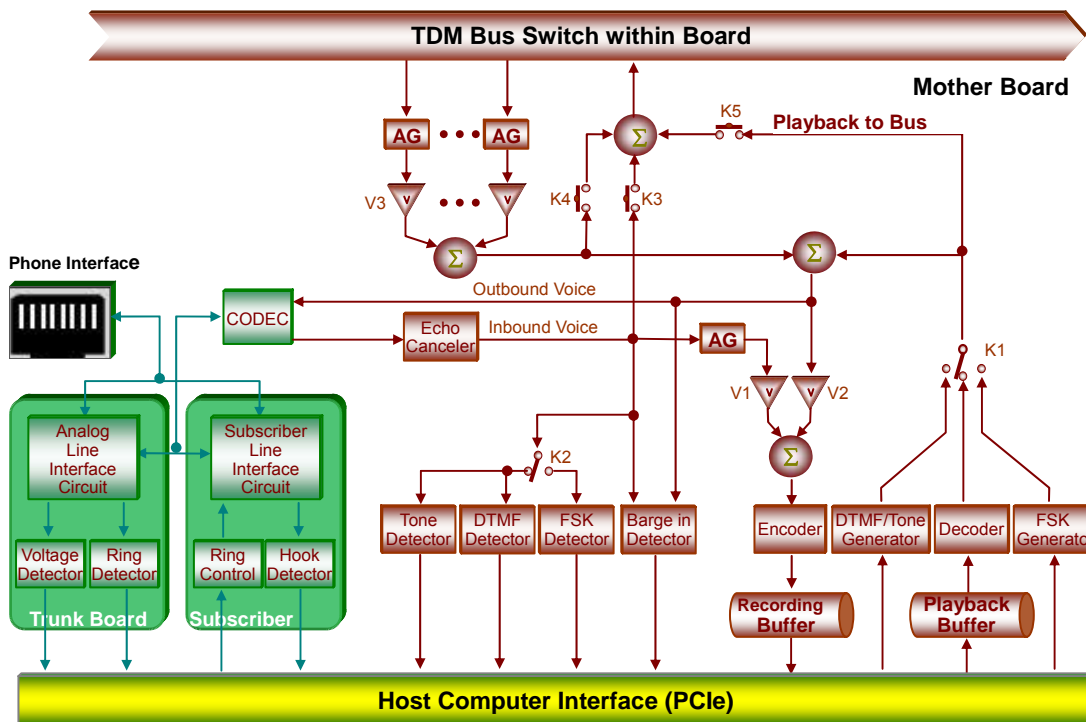 TDM Bus Switch within Board
Mother Board
K5
Playback to Bus
AG
AG
Σ
V3
v
v
K4
K3
Σ
Σ
Phone Interface
Outbound Voice
CODEC
Echo
Canceler
Inbound Voice
AG
K1
V1
v
v
V2
Analog
Line
Interface
Circuit
Subscriber
Line
Interface
Circuit
K2
Σ
Tone
Detector
DTMF
Detector
FSK
Detector
Barge in
Detector
Encoder
DTMF/Tone
Generator
Decoder
FSK
Generator
Voltage
Detector
Ring
Detector
Ring
Control
Hook
Detector
Trunk Board
Subscriber
Recording
Buffer
Playback
Buffer
Host Computer Interface (PCIe)